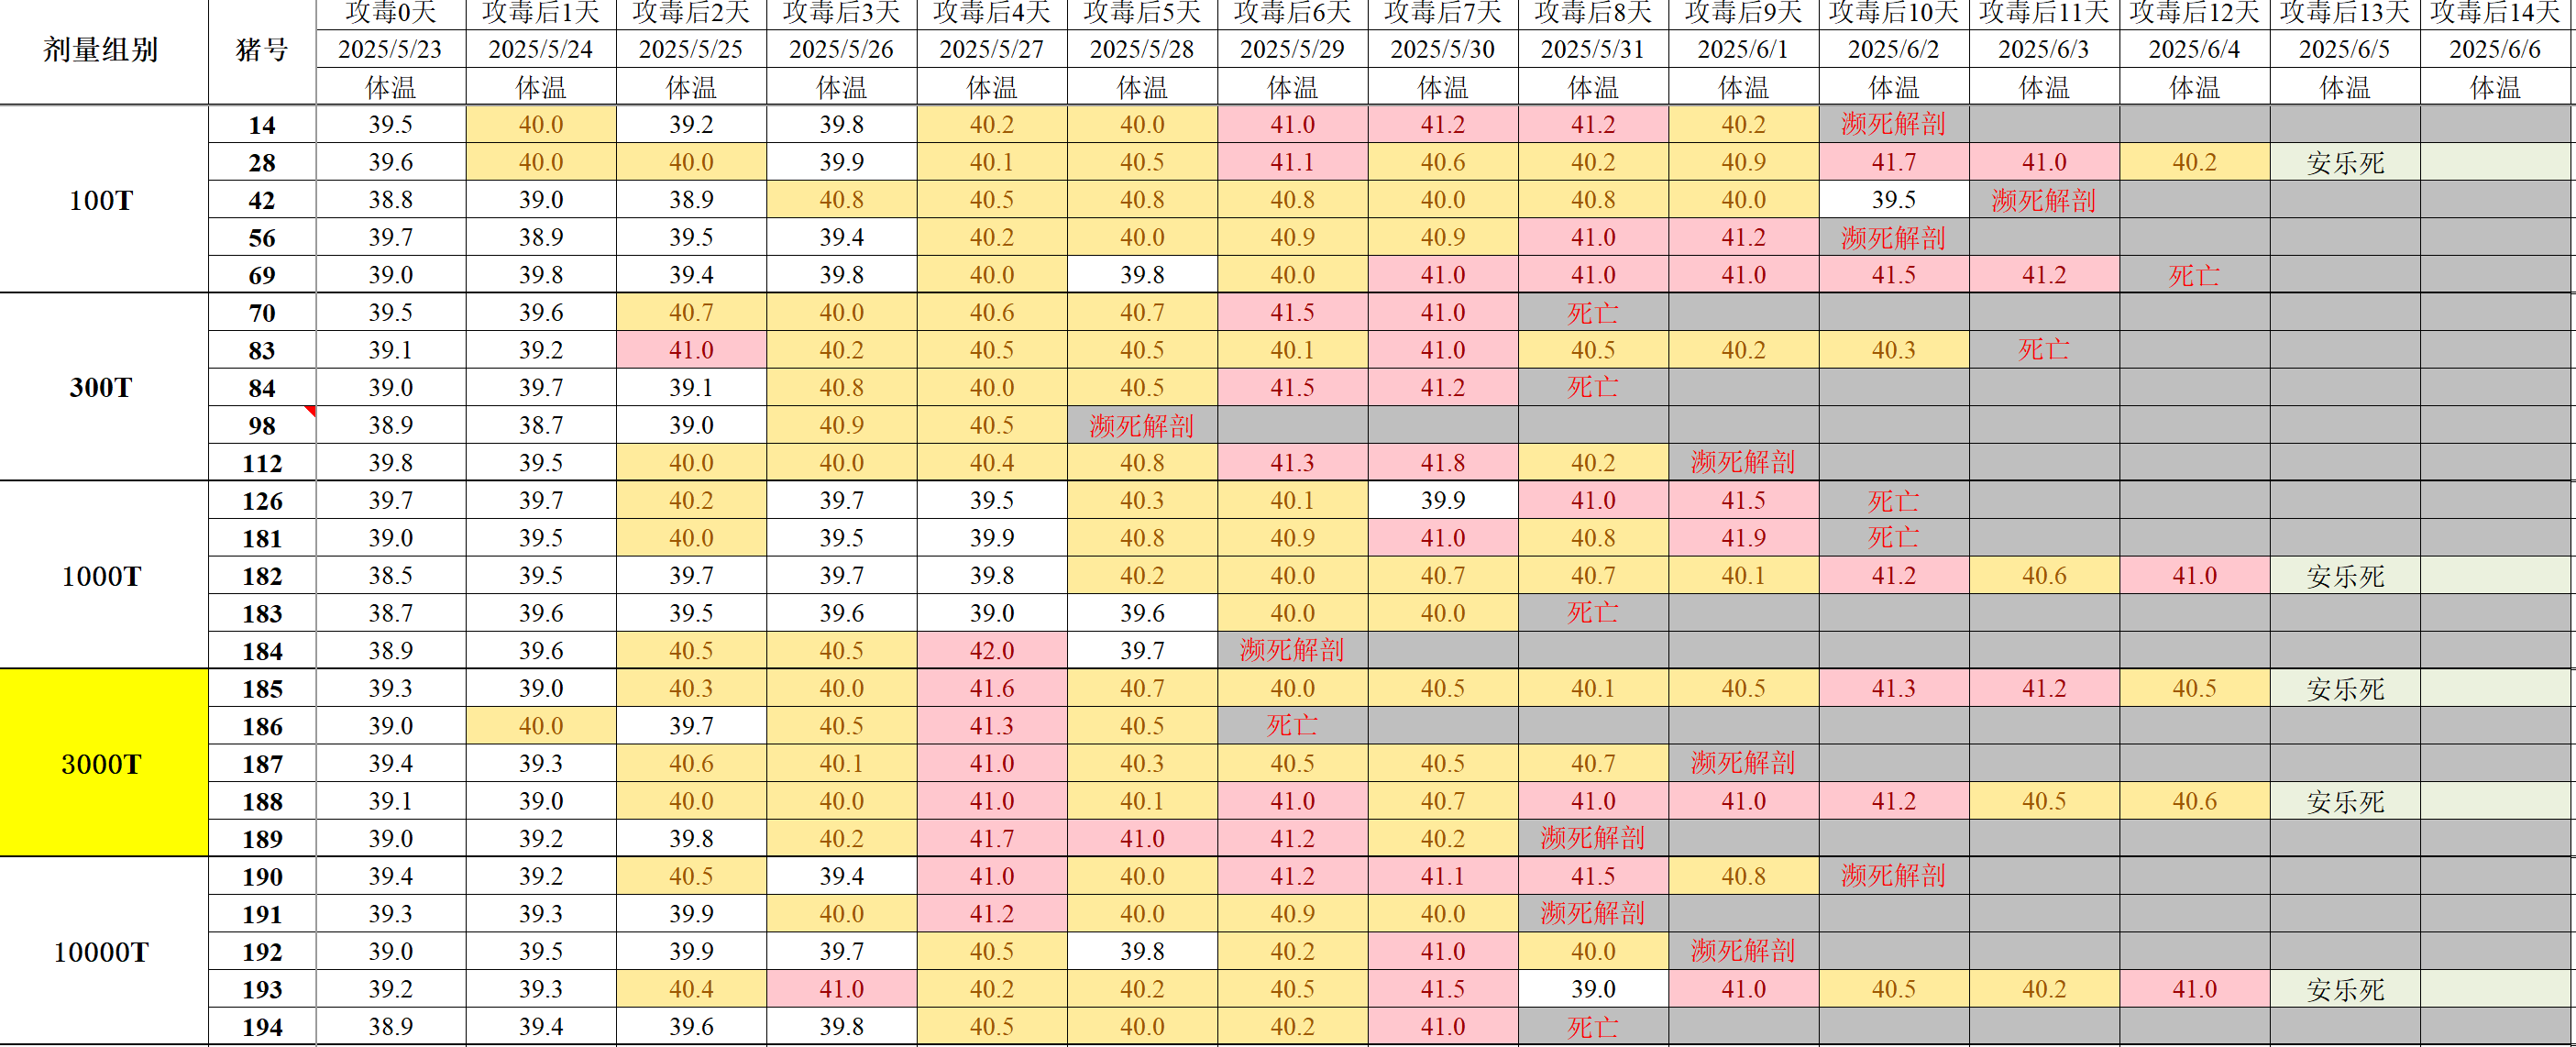 剂量组别 猪号 攻毒0天 攻毒后1天 攻毒后2天 攻毒后3天 攻毒后4天 攻毒后5天 攻毒后6天 攻毒后7天 攻毒后8天 攻毒后9天 攻毒后10天 攻毒后11天 攻毒后12天 攻毒后13天 攻毒后14天
2025/5/23 2025/5/24 2025/5/25 2025/5/26 2025/5/27 2025/5/28 2025/5/29 2025/5/30 2025/5/31 2025/6/1 2025/6/2 2025/6/3 2025/6/4 2025/6/5 2025/6/6
体温 体温 体温 体温 体温 体温 体温 体温 体温 体温 体温 体温 体温 体温 体温
100T
14 39.5 40.0 39.2 39.8 40.2 40.0 41.0 41.2 41.2 40.2 濒死解剖
28 39.6 40.0 40.0 39.9 40.1 40.5 41.1 40.6 40.2 40.9 41.7 41.0 40.2 安乐死
42 38.8 39.0 38.9 40.8 40.5 40.8 40.8 40.0 40.8 40.0 39.5 濒死解剖
56 39.7 38.9 39.5 39.4 40.2 40.0 40.9 40.9 41.0 41.2 濒死解剖
69 39.0 39.8 39.4 39.8 40.0 39.8 40.0 41.0 41.0 41.0 41.5 41.2 死亡
300T
70 39.5 39.6 40.7 40.0 40.6 40.7 41.5 41.0 死亡
83 39.1 39.2 41.0 40.2 40.5 40.5 40.1 41.0 40.5 40.2 40.3 死亡
84 39.0 39.7 39.1 40.8 40.0 40.5 41.5 41.2 死亡
98 38.9 38.7 39.0 40.9 40.5 濒死解剖
112 39.8 39.5 40.0 40.0 40.4 40.8 41.3 41.8 40.2 濒死解剖
1000T
126 39.7 39.7 40.2 39.7 39.5 40.3 40.1 39.9 41.0 41.5 死亡
181 39.0 39.5 40.0 39.5 39.9 40.8 40.9 41.0 40.8 41.9 死亡
182 38.5 39.5 39.7 39.7 39.8 40.2 40.0 40.7 40.7 40.1 41.2 40.6 41.0 安乐死
183 38.7 39.6 39.5 39.6 39.0 39.6 40.0 40.0 死亡
184 38.9 39.6 40.5 40.5 42.0 39.7 濒死解剖
3000T
185 39.3 39.0 40.3 40.0 41.6 40.7 40.0 40.5 40.1 40.5 41.3 41.2 40.5 安乐死
186 39.0 40.0 39.7 40.5 41.3 40.5 死亡
187 39.4 39.3 40.6 40.1 41.0 40.3 40.5 40.5 40.7 濒死解剖
188 39.1 39.0 40.0 40.0 41.0 40.1 41.0 40.7 41.0 41.0 41.2 40.5 40.6 安乐死
189 39.0 39.2 39.8 40.2 41.7 41.0 41.2 40.2 濒死解剖
10000T
190 39.4 39.2 40.5 39.4 41.0 40.0 41.2 41.1 41.5 40.8 濒死解剖
191 39.3 39.3 39.9 40.0 41.2 40.0 40.9 40.0 濒死解剖
192 39.0 39.5 39.9 39.7 40.5 39.8 40.2 41.0 40.0 濒死解剖
193 39.2 39.3 40.4 41.0 40.2 40.2 40.5 41.5 39.0 41.0 40.5 40.2 41.0 安乐死
194 38.9 39.4 39.6 39.8 40.5 40.0 40.2 41.0 死亡